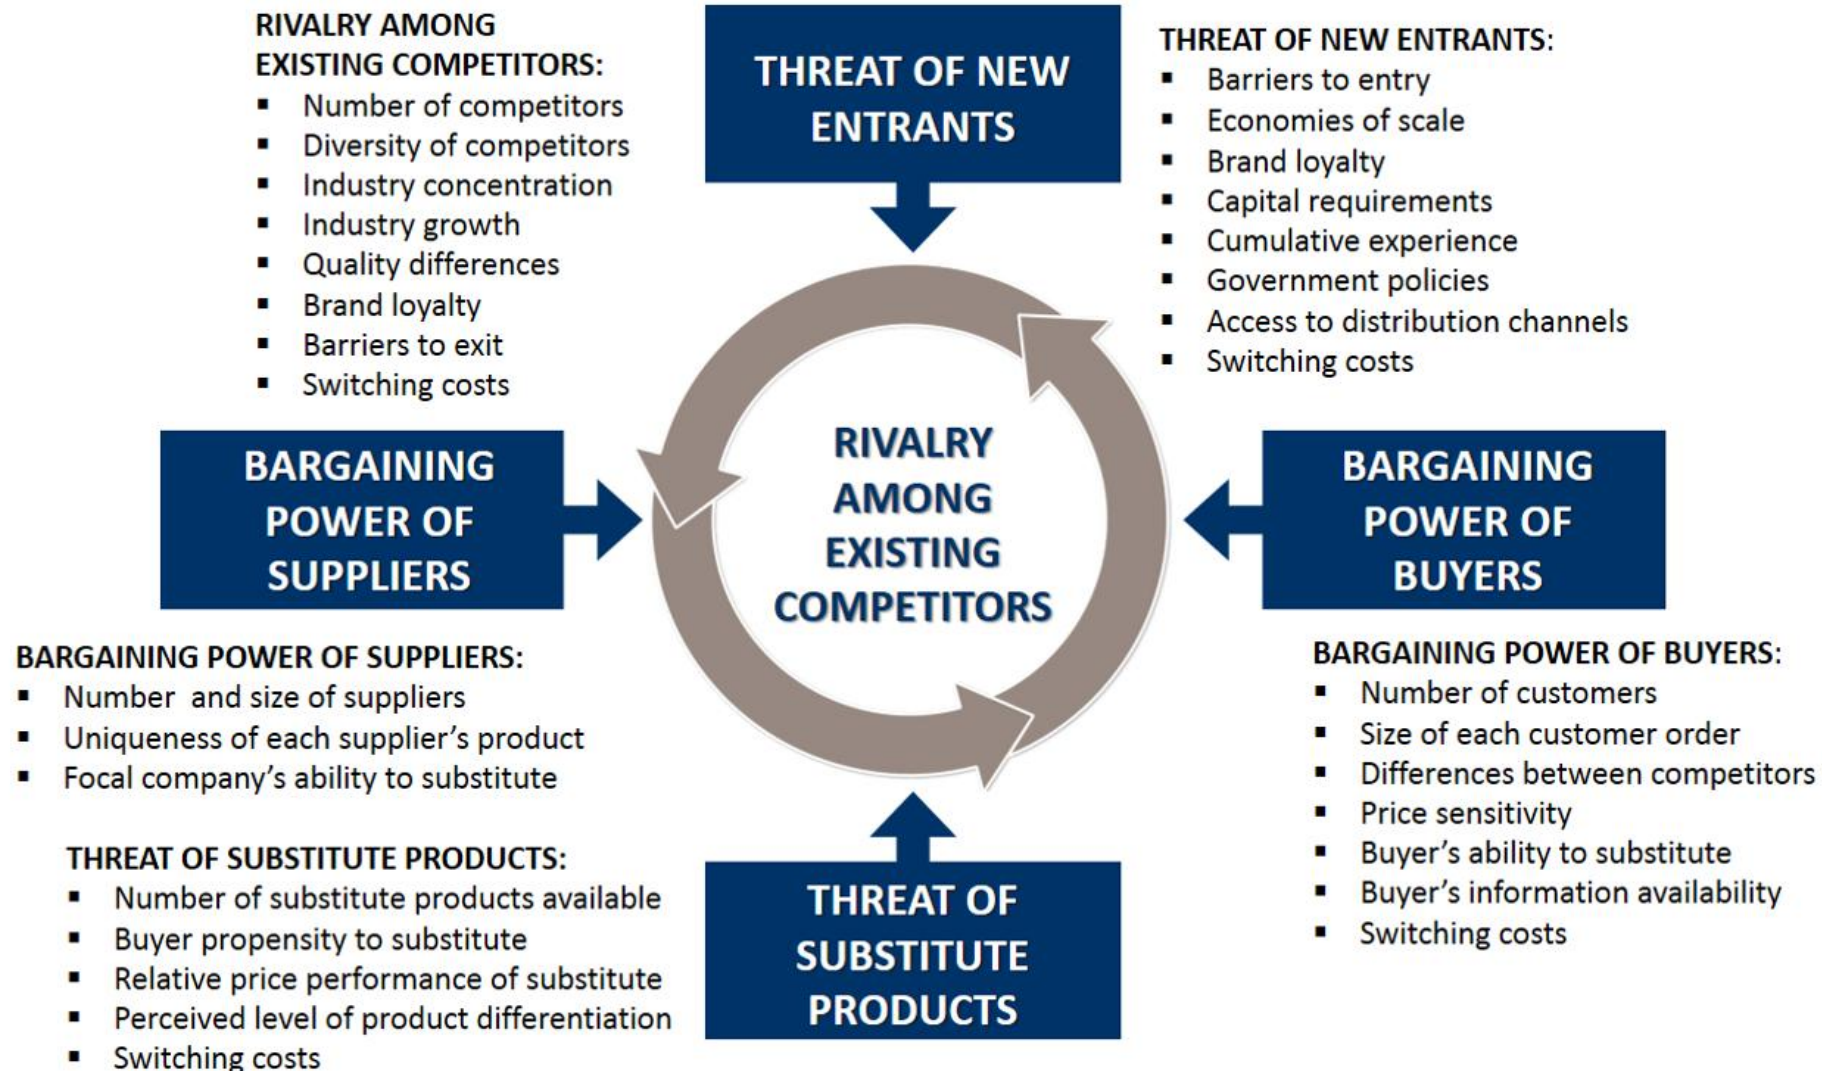 RIVALRY AMONG
EXISTING COMPETITORS:
▪ Number of competitors
▪ Diversity of competitors
▪ Industry concentration
▪ Industry growth
▪ Quality differences
▪ Brand loyalty
▪ Barriers to exit
▪ Switching costs
THREAT OF NEW
ENTRANTS
THREAT OF NEW ENTRANTS:
▪ Barriers to entry
▪ Economies of scale
▪ Brand loyalty
▪ Capital requirements
▪ Cumulative experience
▪ Government policies
▪ Access to distribution channels
▪ Switching costs
BARGAINING
POWER OF
SUPPLIERS
RIVALRY
AMONG
EXISTING
COMPETITORS
BARGAINING
POWER OF
BUYERS
BARGAINING POWER OF SUPPLIERS:
▪ Number and size of suppliers
▪ Uniqueness of each supplier’s product
▪ Focal company’s ability to substitute
BARGAINING POWER OF BUYERS:
▪ Number of customers
▪ Size of each customer order
▪ Differences between competitors
▪ Price sensitivity
▪ Buyer’s ability to substitute
▪ Buyer’s information availability
▪ Switching costs
THREAT OF SUBSTITUTE PRODUCTS:
▪ Number of substitute products available
▪ Buyer propensity to substitute
▪ Relative price performance of substitute
▪ Perceived level of product differentiation
▪ Switching costs
THREAT OF
SUBSTITUTE
PRODUCTS